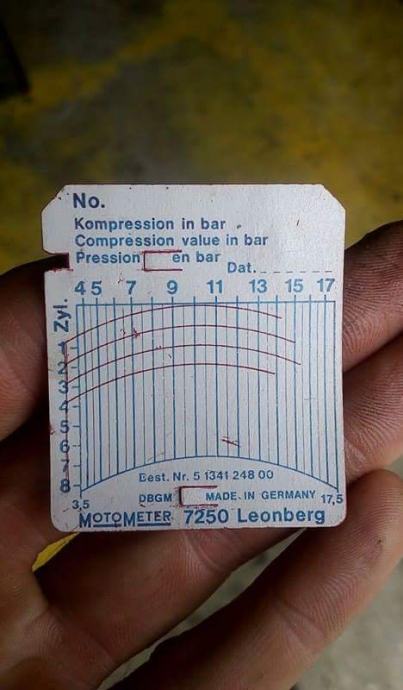 No.
Kompression in bar
Compression value in bar
Pression en bar
Dat.
4 5 7 9 11 13 15 17
Zyl.
1
2
3
4
5
6
7
8
Best. Nr. 5 1341 248 00
3,5 DBGM MADE IN GERMANY 17,5
MOTOMETER 7250 Leonberg